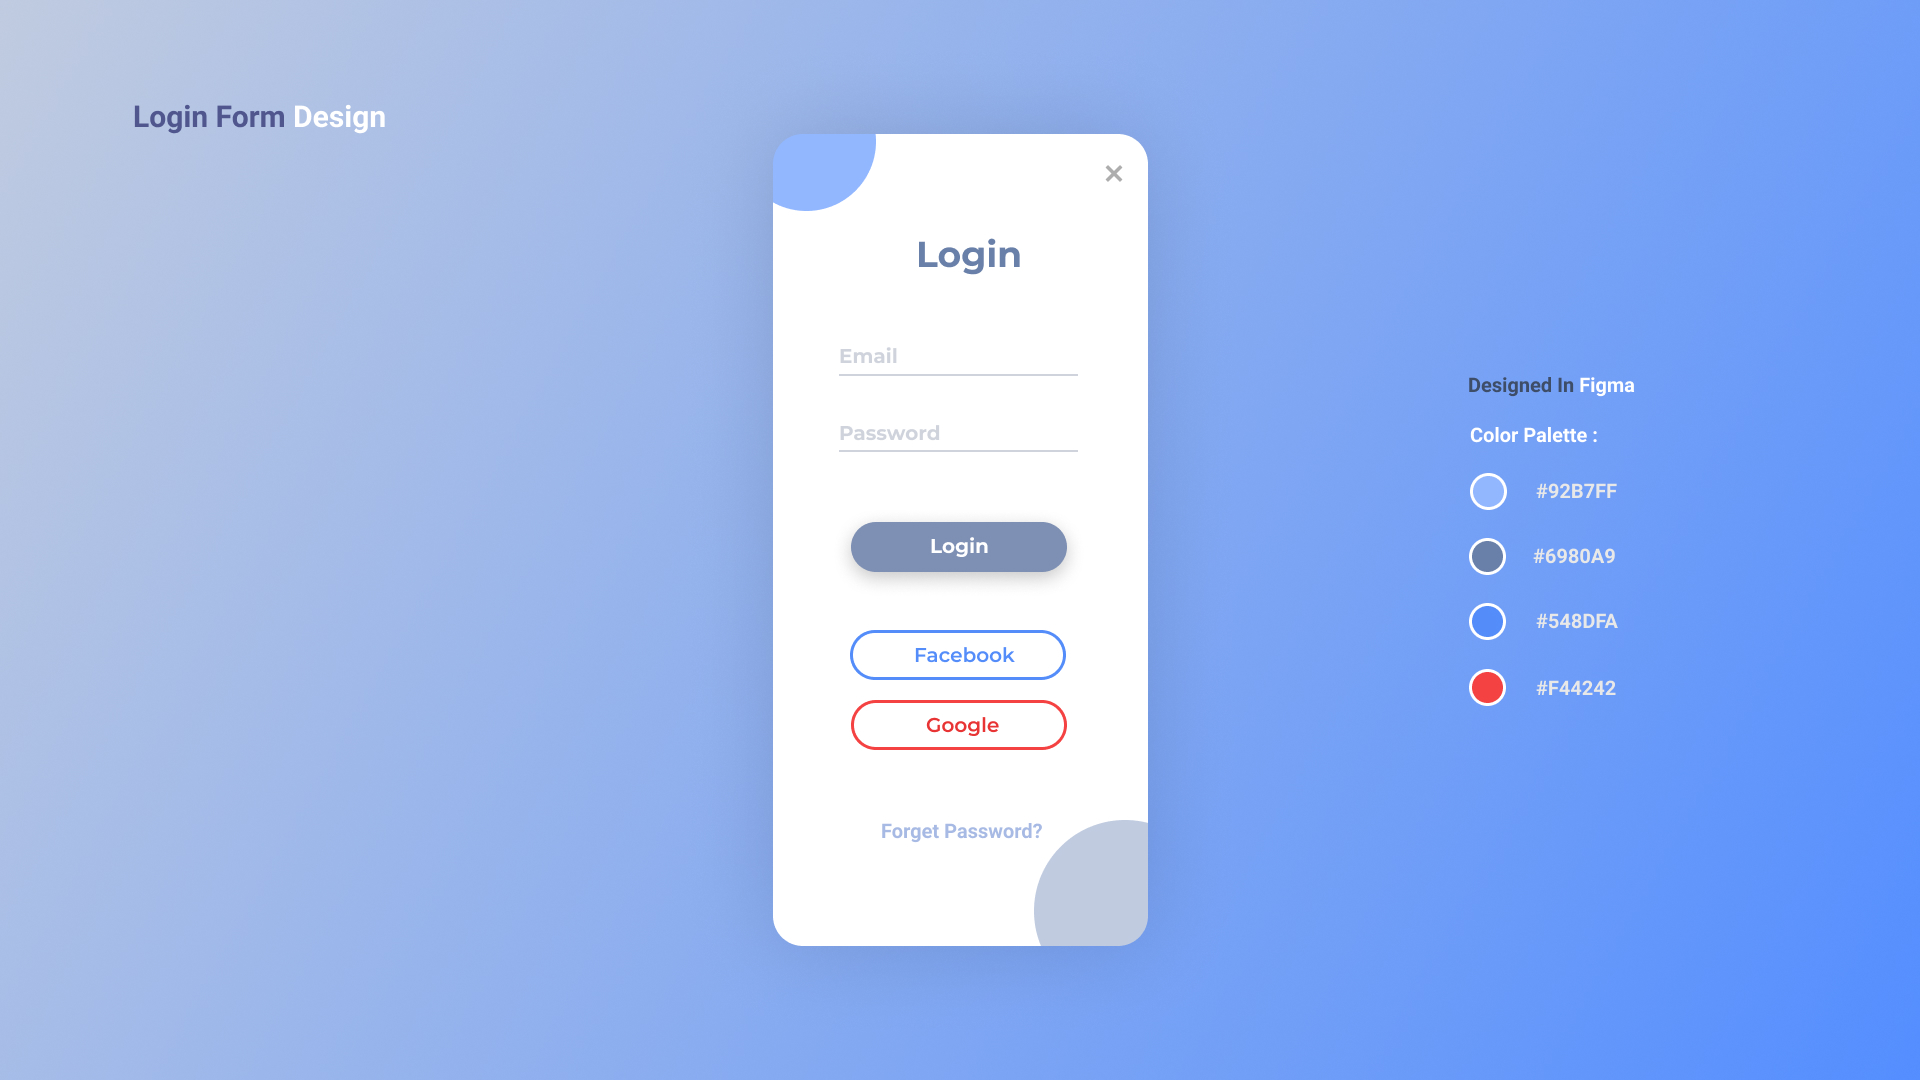 Login Form Design
Login
Email
Password
Login
Facebook
Google
Forget Password?
Designed In Figma
Color Palette :
#92B7FF
#6980A9
#548DFA
#F44242